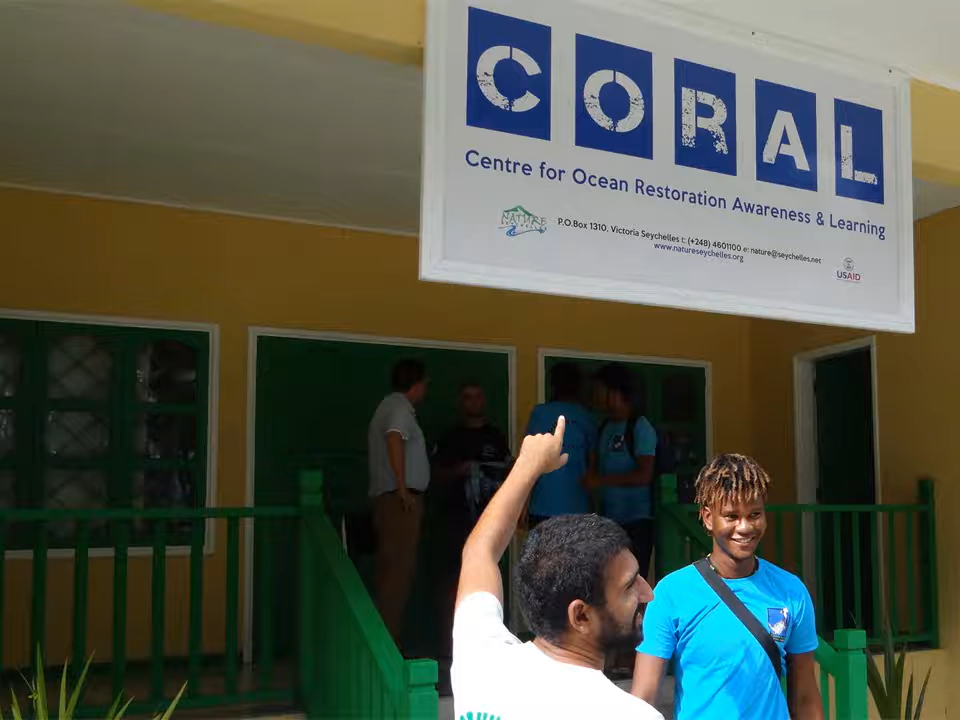 CORAL
Centre for Ocean Restoration Awareness & Learning
NATURE
SEYCHELLES
P.O.Box 1310, Victoria Seychelles t: (+248) 4601100 e: nature@seychelles.net
www.natureseychelles.org
USAID